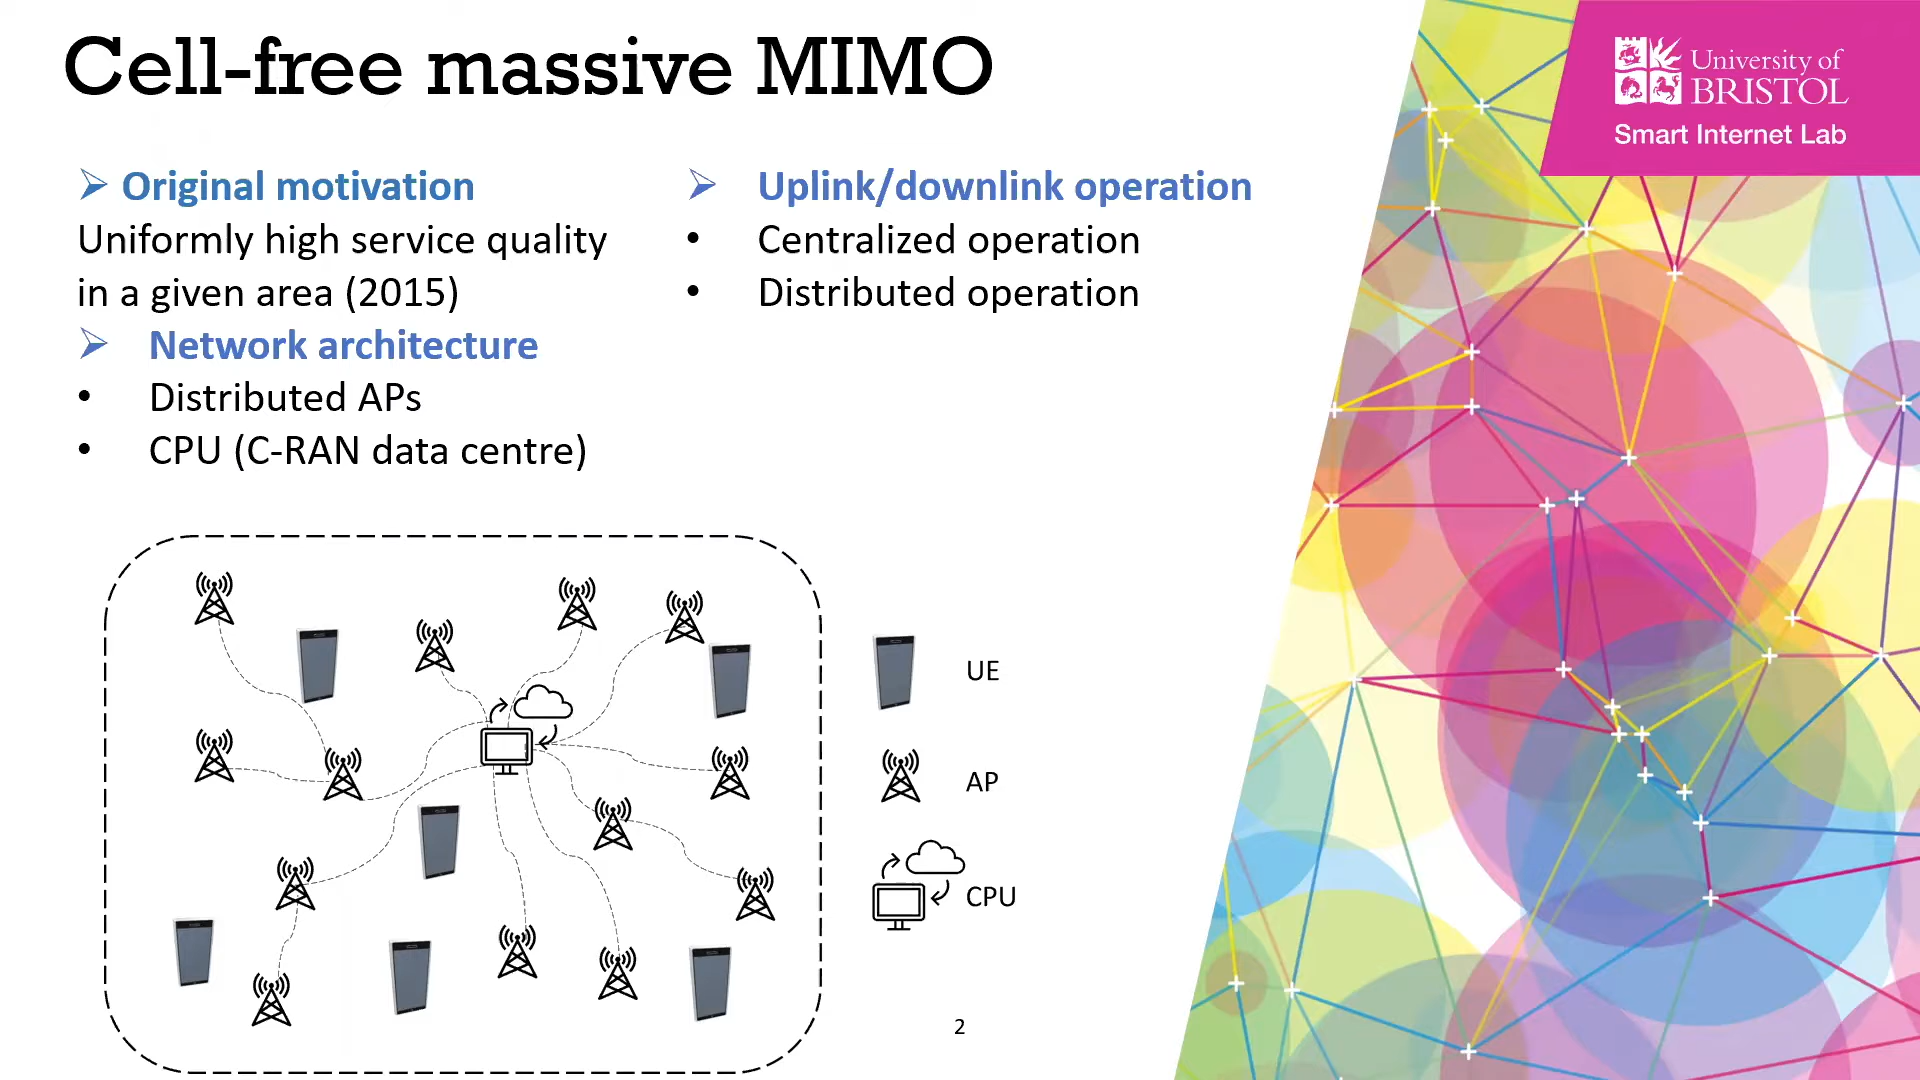 Cell-free massive MIMO
University of
BRISTOL
Smart Internet Lab
Original motivation
Uniformly high service quality
in a given area (2015)
Network architecture
• Distributed APs
• CPU (C-RAN data centre)
Uplink/downlink operation
• Centralized operation
• Distributed operation
UE
AP
CPU
2